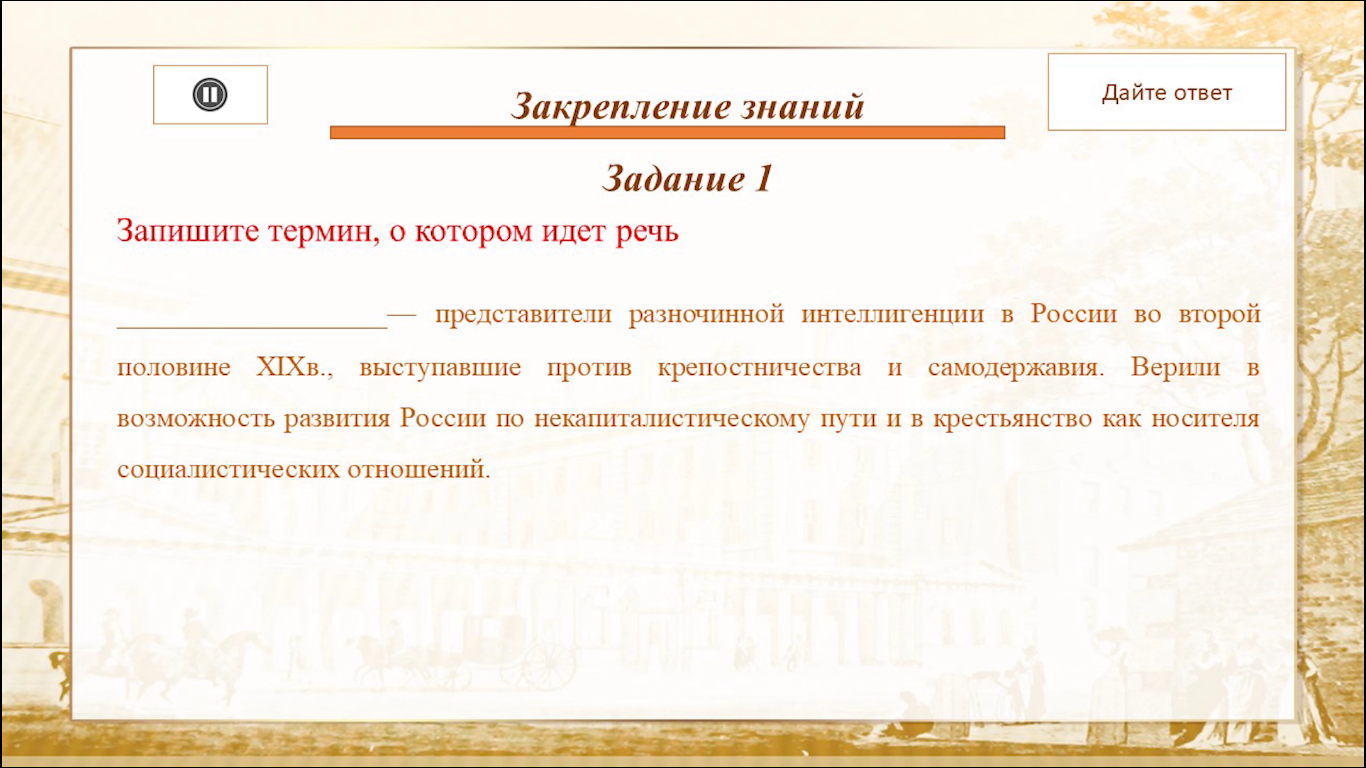 Закрепление знаний
Дайте ответ
Задание 1
Запишите термин, о котором идет речь
___________________— представители разночинной интеллигенции в России во второй
половине XIXв., выступавшие против крепостничества и самодержавия. Верили в
возможность развития России по некапиталистическому пути и в крестьянство как носителя
социалистических отношений.